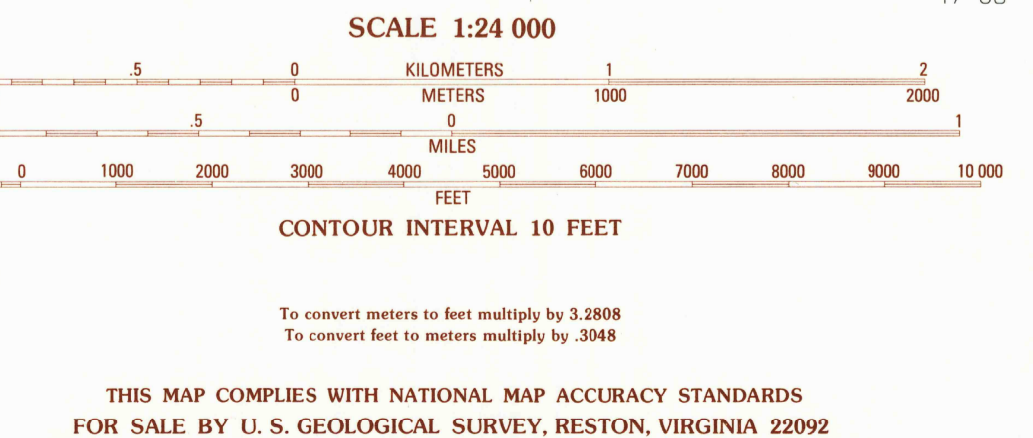 SCALE 1:24 000
.5 0 KILOMETERS 1 2
0 METERS 1000 2000
.5 0 1
MILES
0 1000 2000 3000 4000 5000 6000 7000 8000 9000 10 000
FEET
CONTOUR INTERVAL 10 FEET
To convert meters to feet multiply by 3.2808
To convert feet to meters multiply by .3048
THIS MAP COMPLIES WITH NATIONAL MAP ACCURACY STANDARDS
FOR SALE BY U. S. GEOLOGICAL SURVEY, RESTON, VIRGINIA 22092